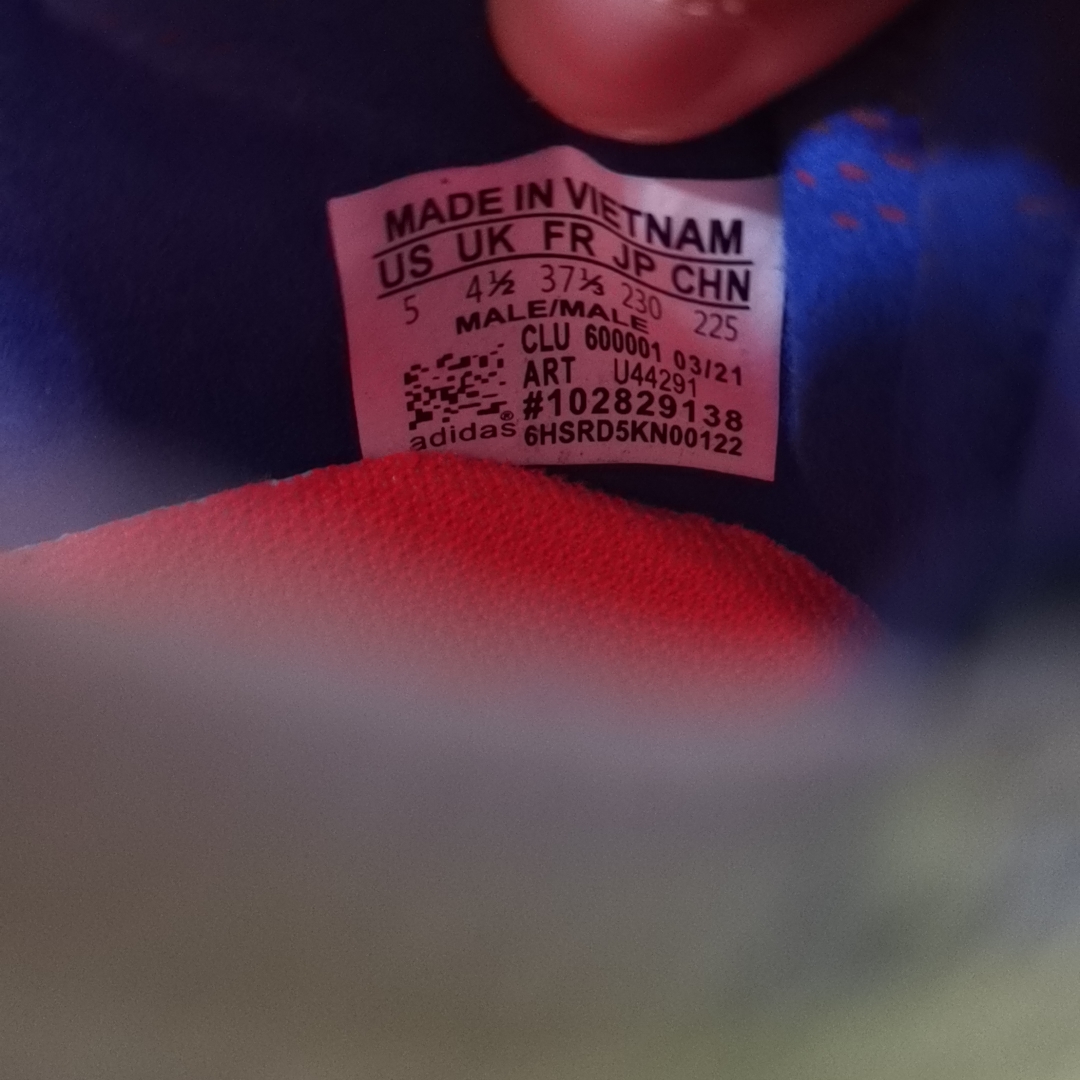 MADE IN VIETNAM
US UK FR JP CHN
5 4½ 37⅓ 230 225
MALE/MALE
CLU 600001 03/21
ART U44291
#102829138
adidas® 6HSRD5KN00122